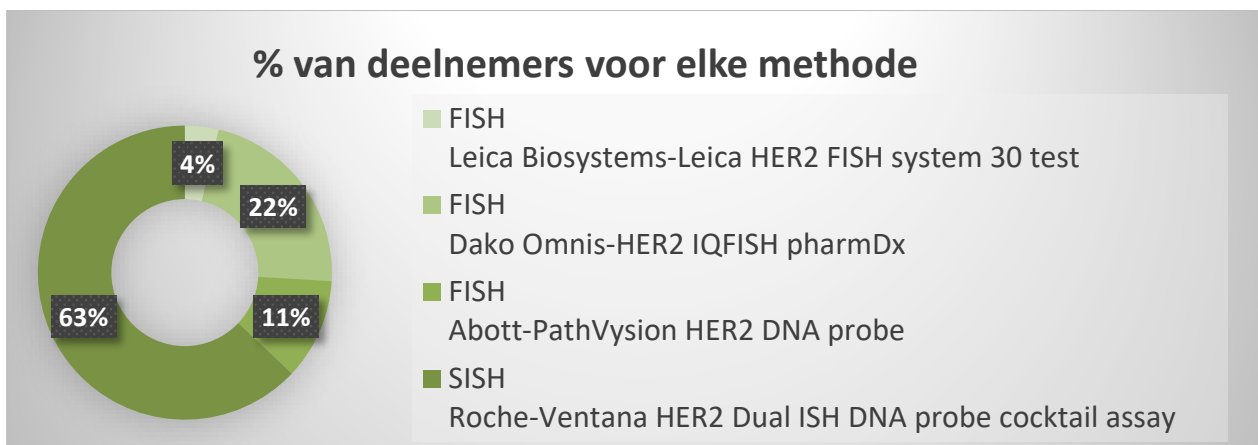 % van deelnemers voor elke methode
4%
22%
11%
63%
FISH
Leica Biosystems-Leica HER2 FISH system 30 test
FISH
Dako Omnis-HER2 IQFISH pharmDx
FISH
Abott-PathVysion HER2 DNA probe
SISH
Roche-Ventana HER2 Dual ISH DNA probe cocktail assay